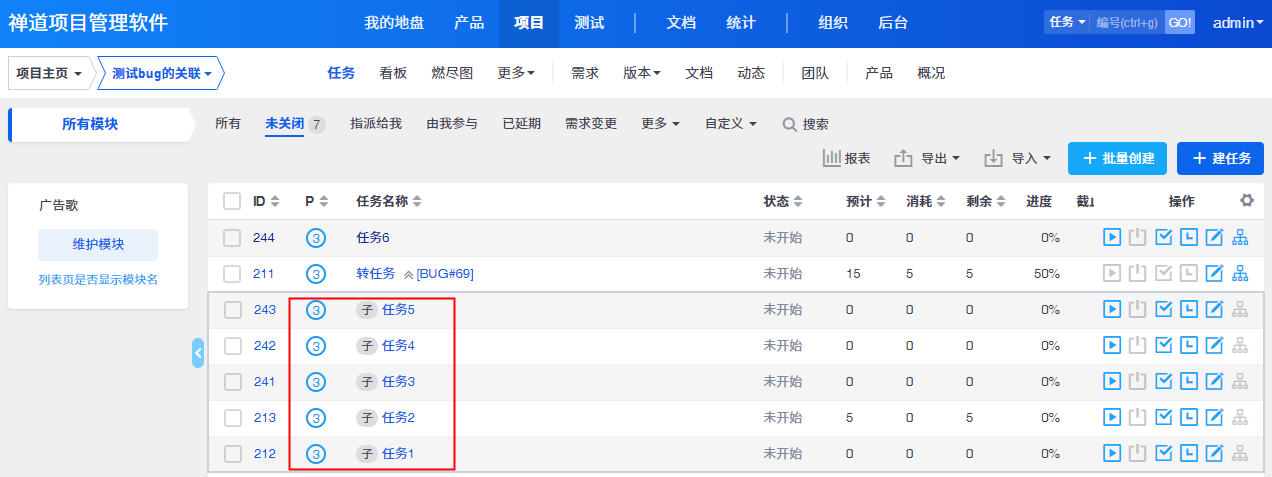 禅道项目管理软件 我的地盘 产品 项目 测试 文档 统计 组织 后台 任务 编号(ctrl+g) GO! admin
项目主页 测试bug的关联 任务 看板 燃尽图 更多 需求 版本 文档 动态 团队 产品 概况
所有模块 所有 未关闭 7 指派给我 由我参与 已延期 需求变更 更多 自定义 搜索
报表 导出 导入 批量创建 建任务
广告歌
维护模块
列表页是否显示模块名
ID P 任务名称 状态 预计 消耗 剩余 进度 操作
244 3 任务6 未开始 0 0 0 0%
211 3 转任务 [BUG#69] 未开始 15 5 5 50%
243 3 子 任务5 未开始 0 0 0 0%
242 3 子 任务4 未开始 0 0 0 0%
241 3 子 任务3 未开始 0 0 0 0%
213 3 子 任务2 未开始 5 0 5 0%
212 3 子 任务1 未开始 0 0 0 0%